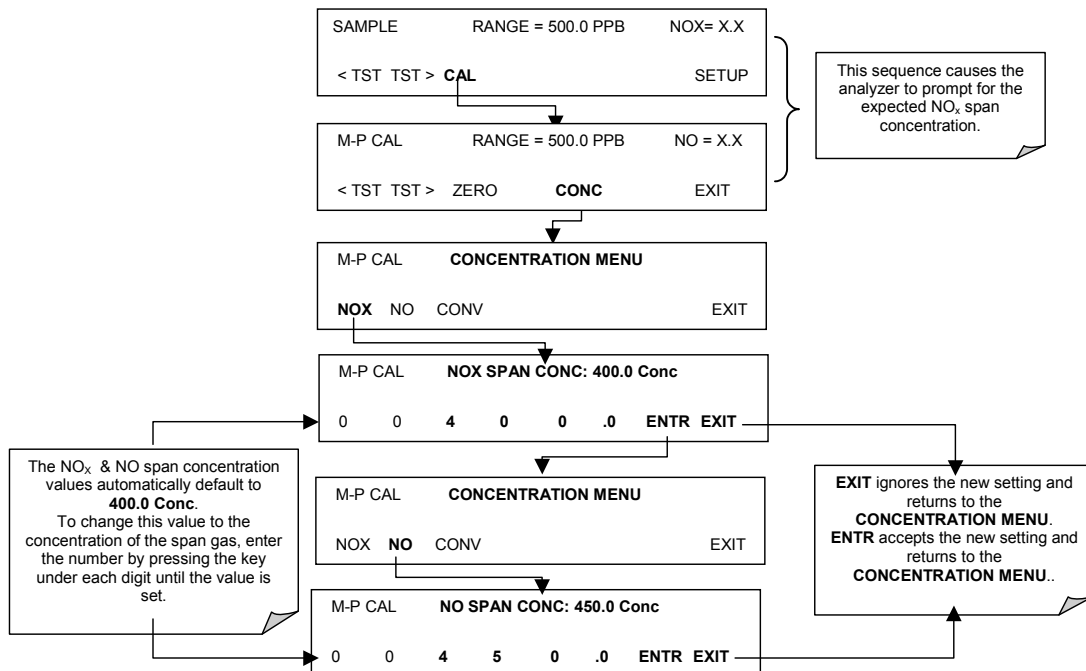 SAMPLE RANGE = 500.0 PPB NOX= X.X
< TST TST > CAL SETUP
This sequence causes the
analyzer to prompt for the
expected NOₓ span
concentration.
M-P CAL RANGE = 500.0 PPB NO = X.X
< TST TST > ZERO CONC EXIT
M-P CAL CONCENTRATION MENU
NOX NO CONV EXIT
M-P CAL NOX SPAN CONC: 400.0 Conc
0 0 4 0 0 .0 ENTR EXIT
The NOₓ & NO span concentration
values automatically default to
400.0 Conc.
To change this value to the
concentration of the span gas, enter
the number by pressing the key
under each digit until the value is
set.
M-P CAL CONCENTRATION MENU
NOX NO CONV EXIT
EXIT ignores the new setting and
returns to the
CONCENTRATION MENU.
ENTR accepts the new setting and
returns to the
CONCENTRATION MENU..
M-P CAL NO SPAN CONC: 450.0 Conc
0 0 4 5 0 .0 ENTR EXIT